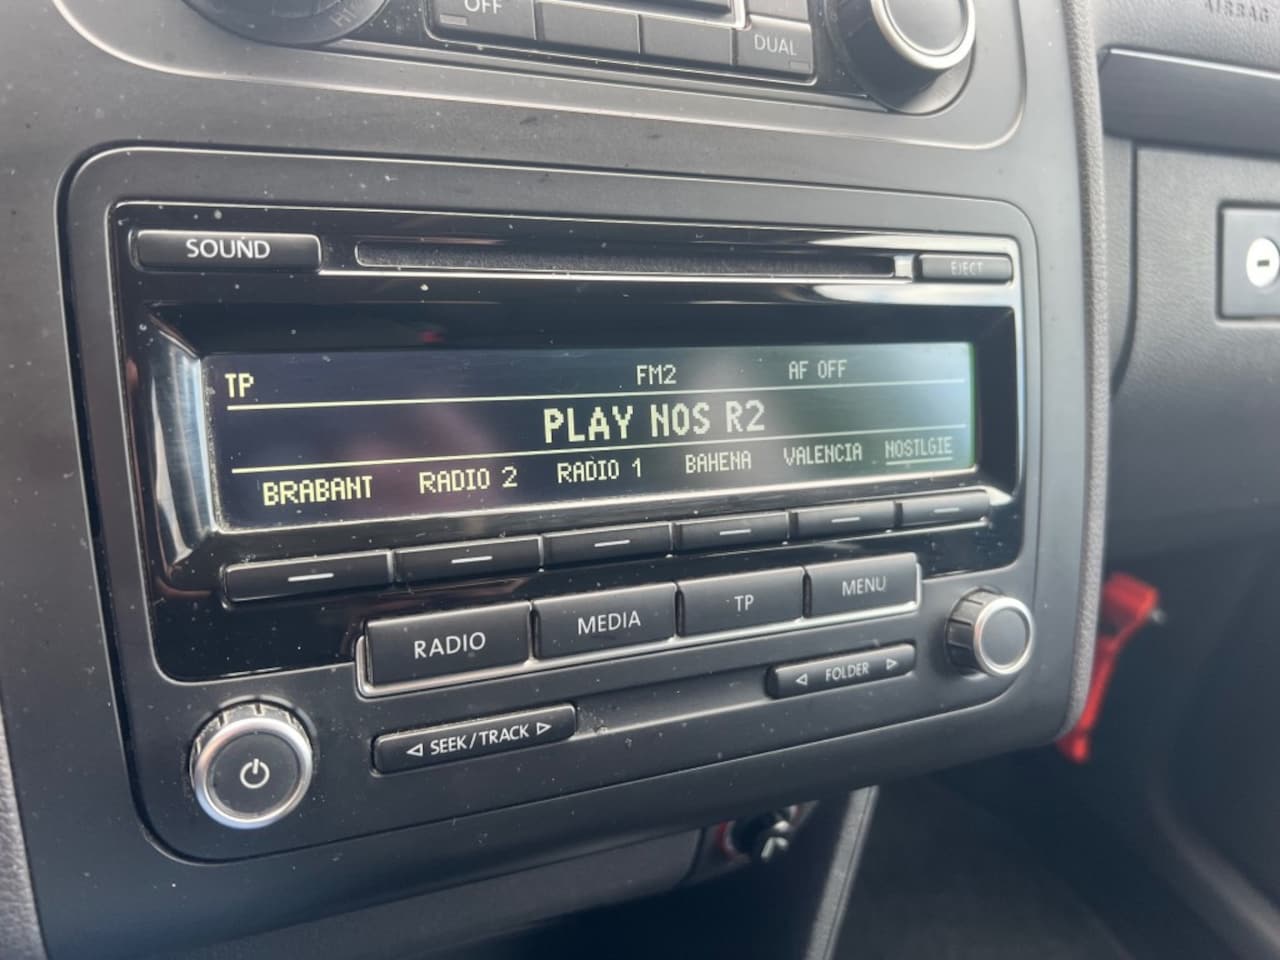 OFF
DUAL
AIRBAG
SOUND
EJECT
TP FM2 AF OFF
PLAY NOS R2
BRABANT RADIO 2 RADIO 1 BAHENA VALENCIA NOSTLGIE
RADIO MEDIA TP MENU
FOLDER
SEEK/TRACK